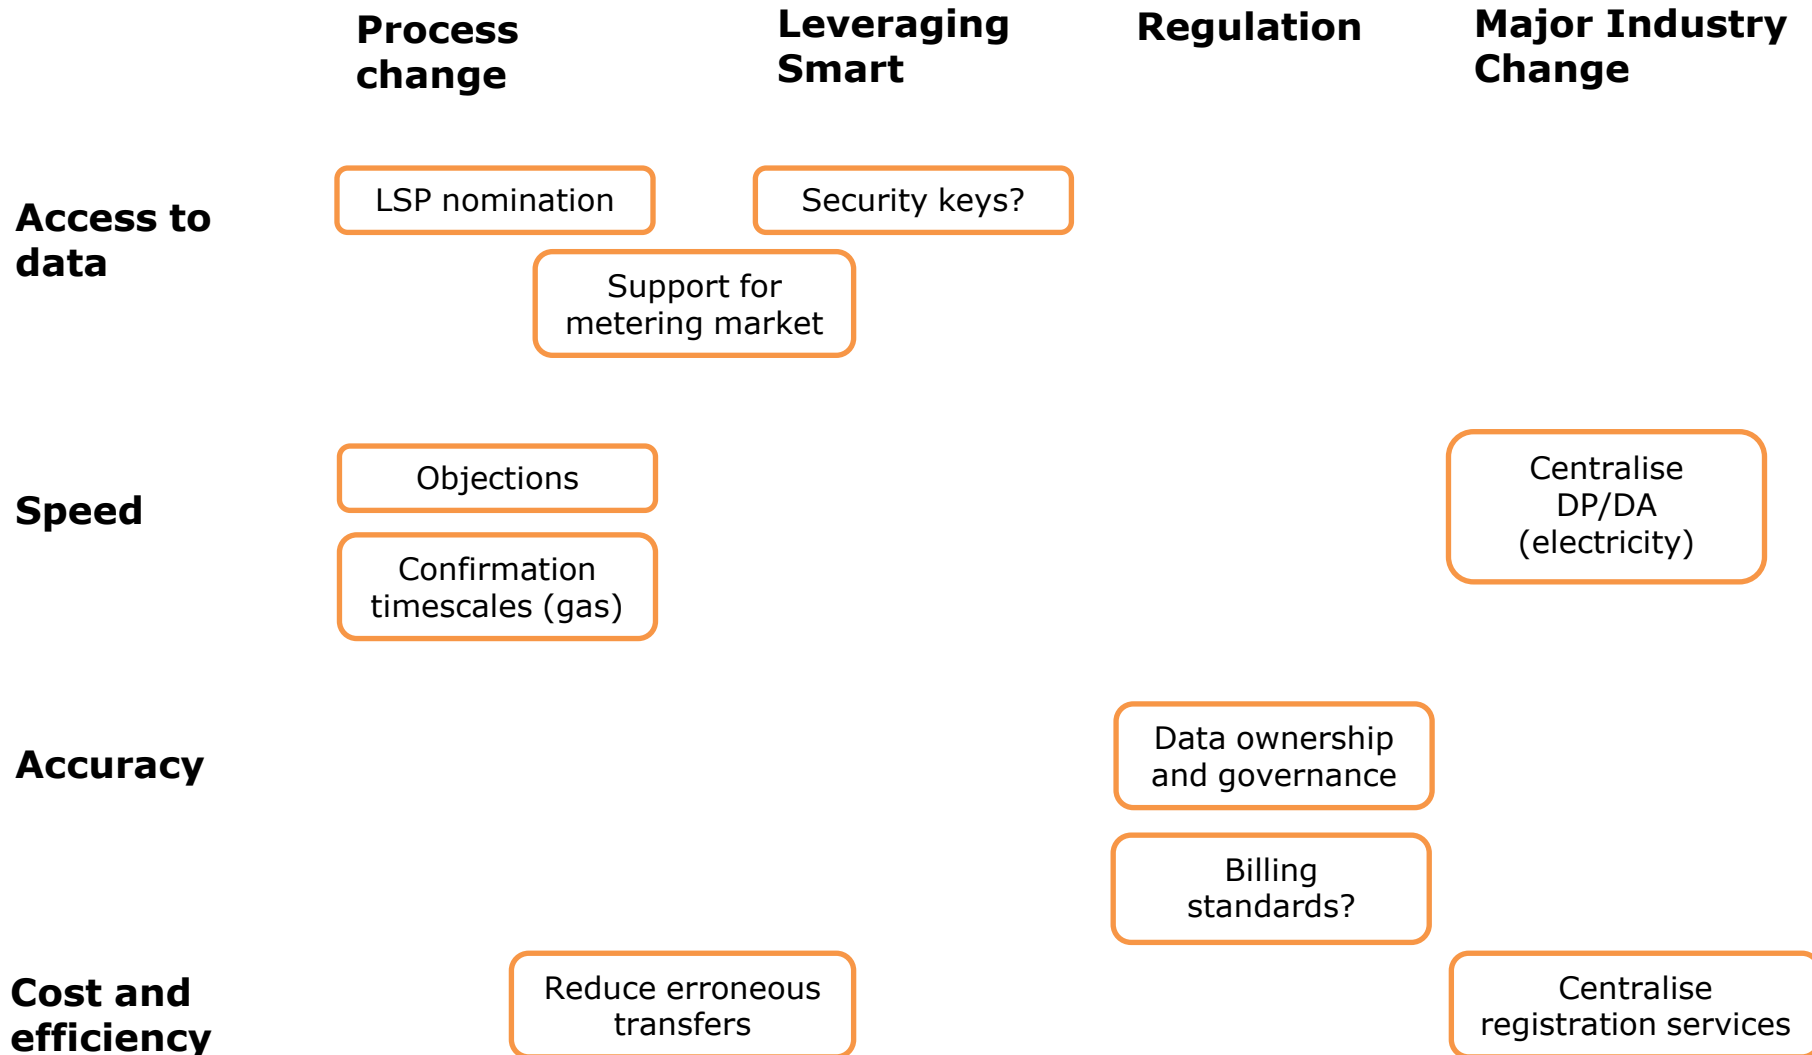 Process
change
Leveraging
Smart
Regulation
Major Industry
Change
Access to
data
LSP nomination
Security keys?
Support for
metering market
Speed
Objections
Confirmation
timescales (gas)
Centralise
DP/DA
(electricity)
Accuracy
Data ownership
and governance
Billing
standards?
Cost and
efficiency
Reduce erroneous
transfers
Centralise
registration services